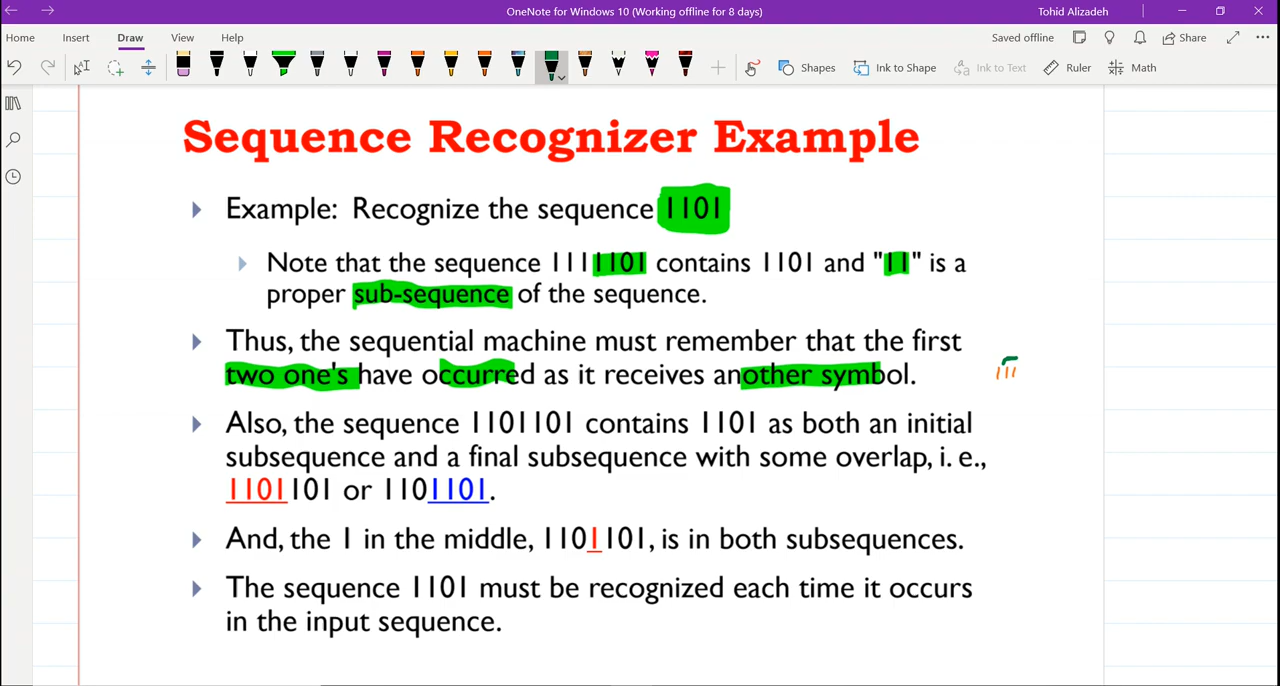 OneNote for Windows 10 (Working offline for 8 days)
Tohid Alizadeh
Home Insert Draw View Help
Saved offline
Share
Shapes
Ink to Shape
Ink to Text
Ruler
Math
Sequence Recognizer Example
Example: Recognize the sequence 1101
Note that the sequence 1111101 contains 1101 and "11" is a
proper sub-sequence of the sequence.
Thus, the sequential machine must remember that the first
two one's have occurred as it receives another symbol.
111
Also, the sequence 1101101 contains 1101 as both an initial
subsequence and a final subsequence with some overlap, i. e.,
1101101 or 1101101.
And, the 1 in the middle, 1101101, is in both subsequences.
The sequence 1101 must be recognized each time it occurs
in the input sequence.